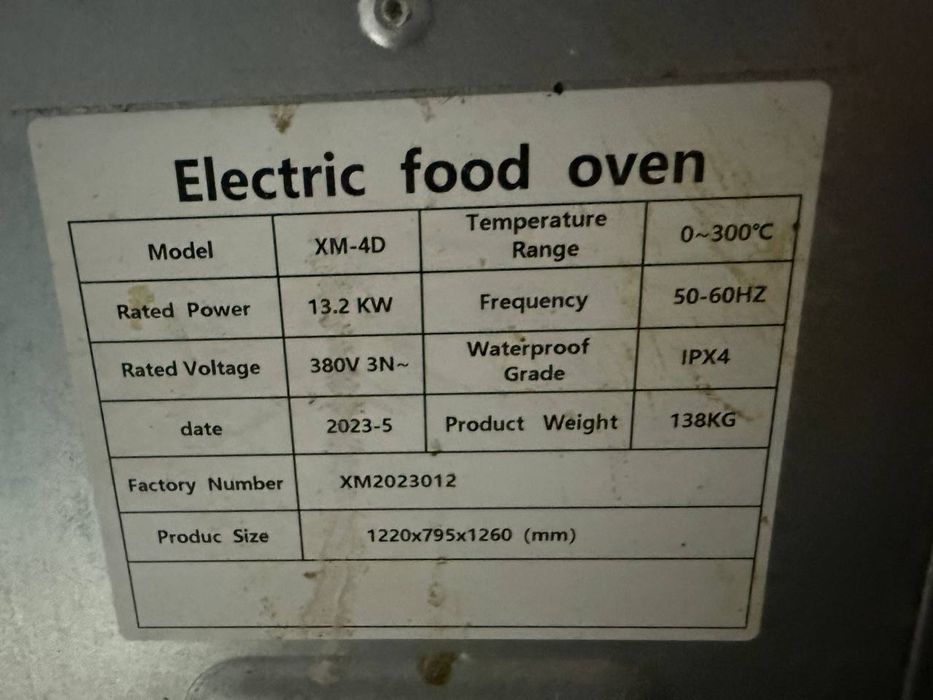 Electric food oven
Model XM-4D Temperature Range 0~300℃
Rated Power 13.2 KW Frequency 50-60HZ
Rated Voltage 380V 3N~ Waterproof Grade IPX4
date 2023-5 Product Weight 138KG
Factory Number XM2023012
Produc Size 1220x795x1260 (mm)